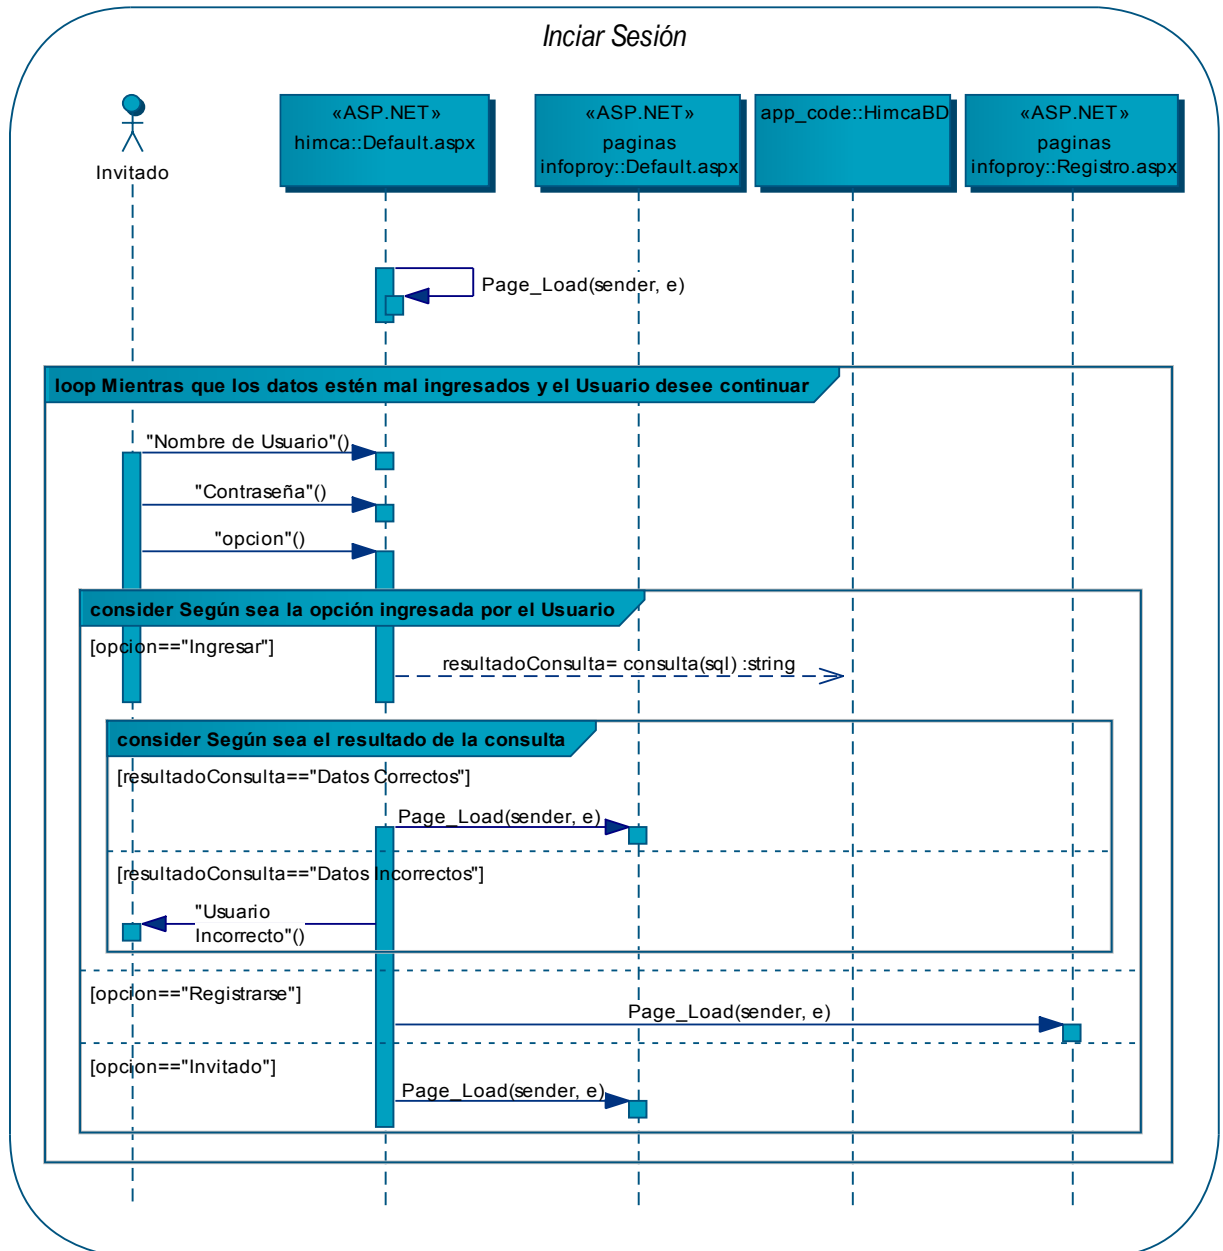 Inciar Sesión
«ASP.NET»
himca::Default.aspx
«ASP.NET»
paginas
infoproy::Default.aspx
app_code::HimcaBD
«ASP.NET»
paginas
infoproy::Registro.aspx
Invitado
Page_Load(sender, e)
loop Mientras que los datos estén mal ingresados y el Usuario desee continuar
"Nombre de Usuario"()
"Contraseña"()
"opcion"()
consider Según sea la opción ingresada por el Usuario
[opcion=="Ingresar"]
resultadoConsulta= consulta(sql) :string
consider Según sea el resultado de la consulta
[resultadoConsulta=="Datos Correctos"]
Page_Load(sender, e)
[resultadoConsulta=="Datos Incorrectos"]
"Usuario
Incorrecto"()
[opcion=="Registrarse"]
Page_Load(sender, e)
[opcion=="Invitado"]
Page_Load(sender, e)